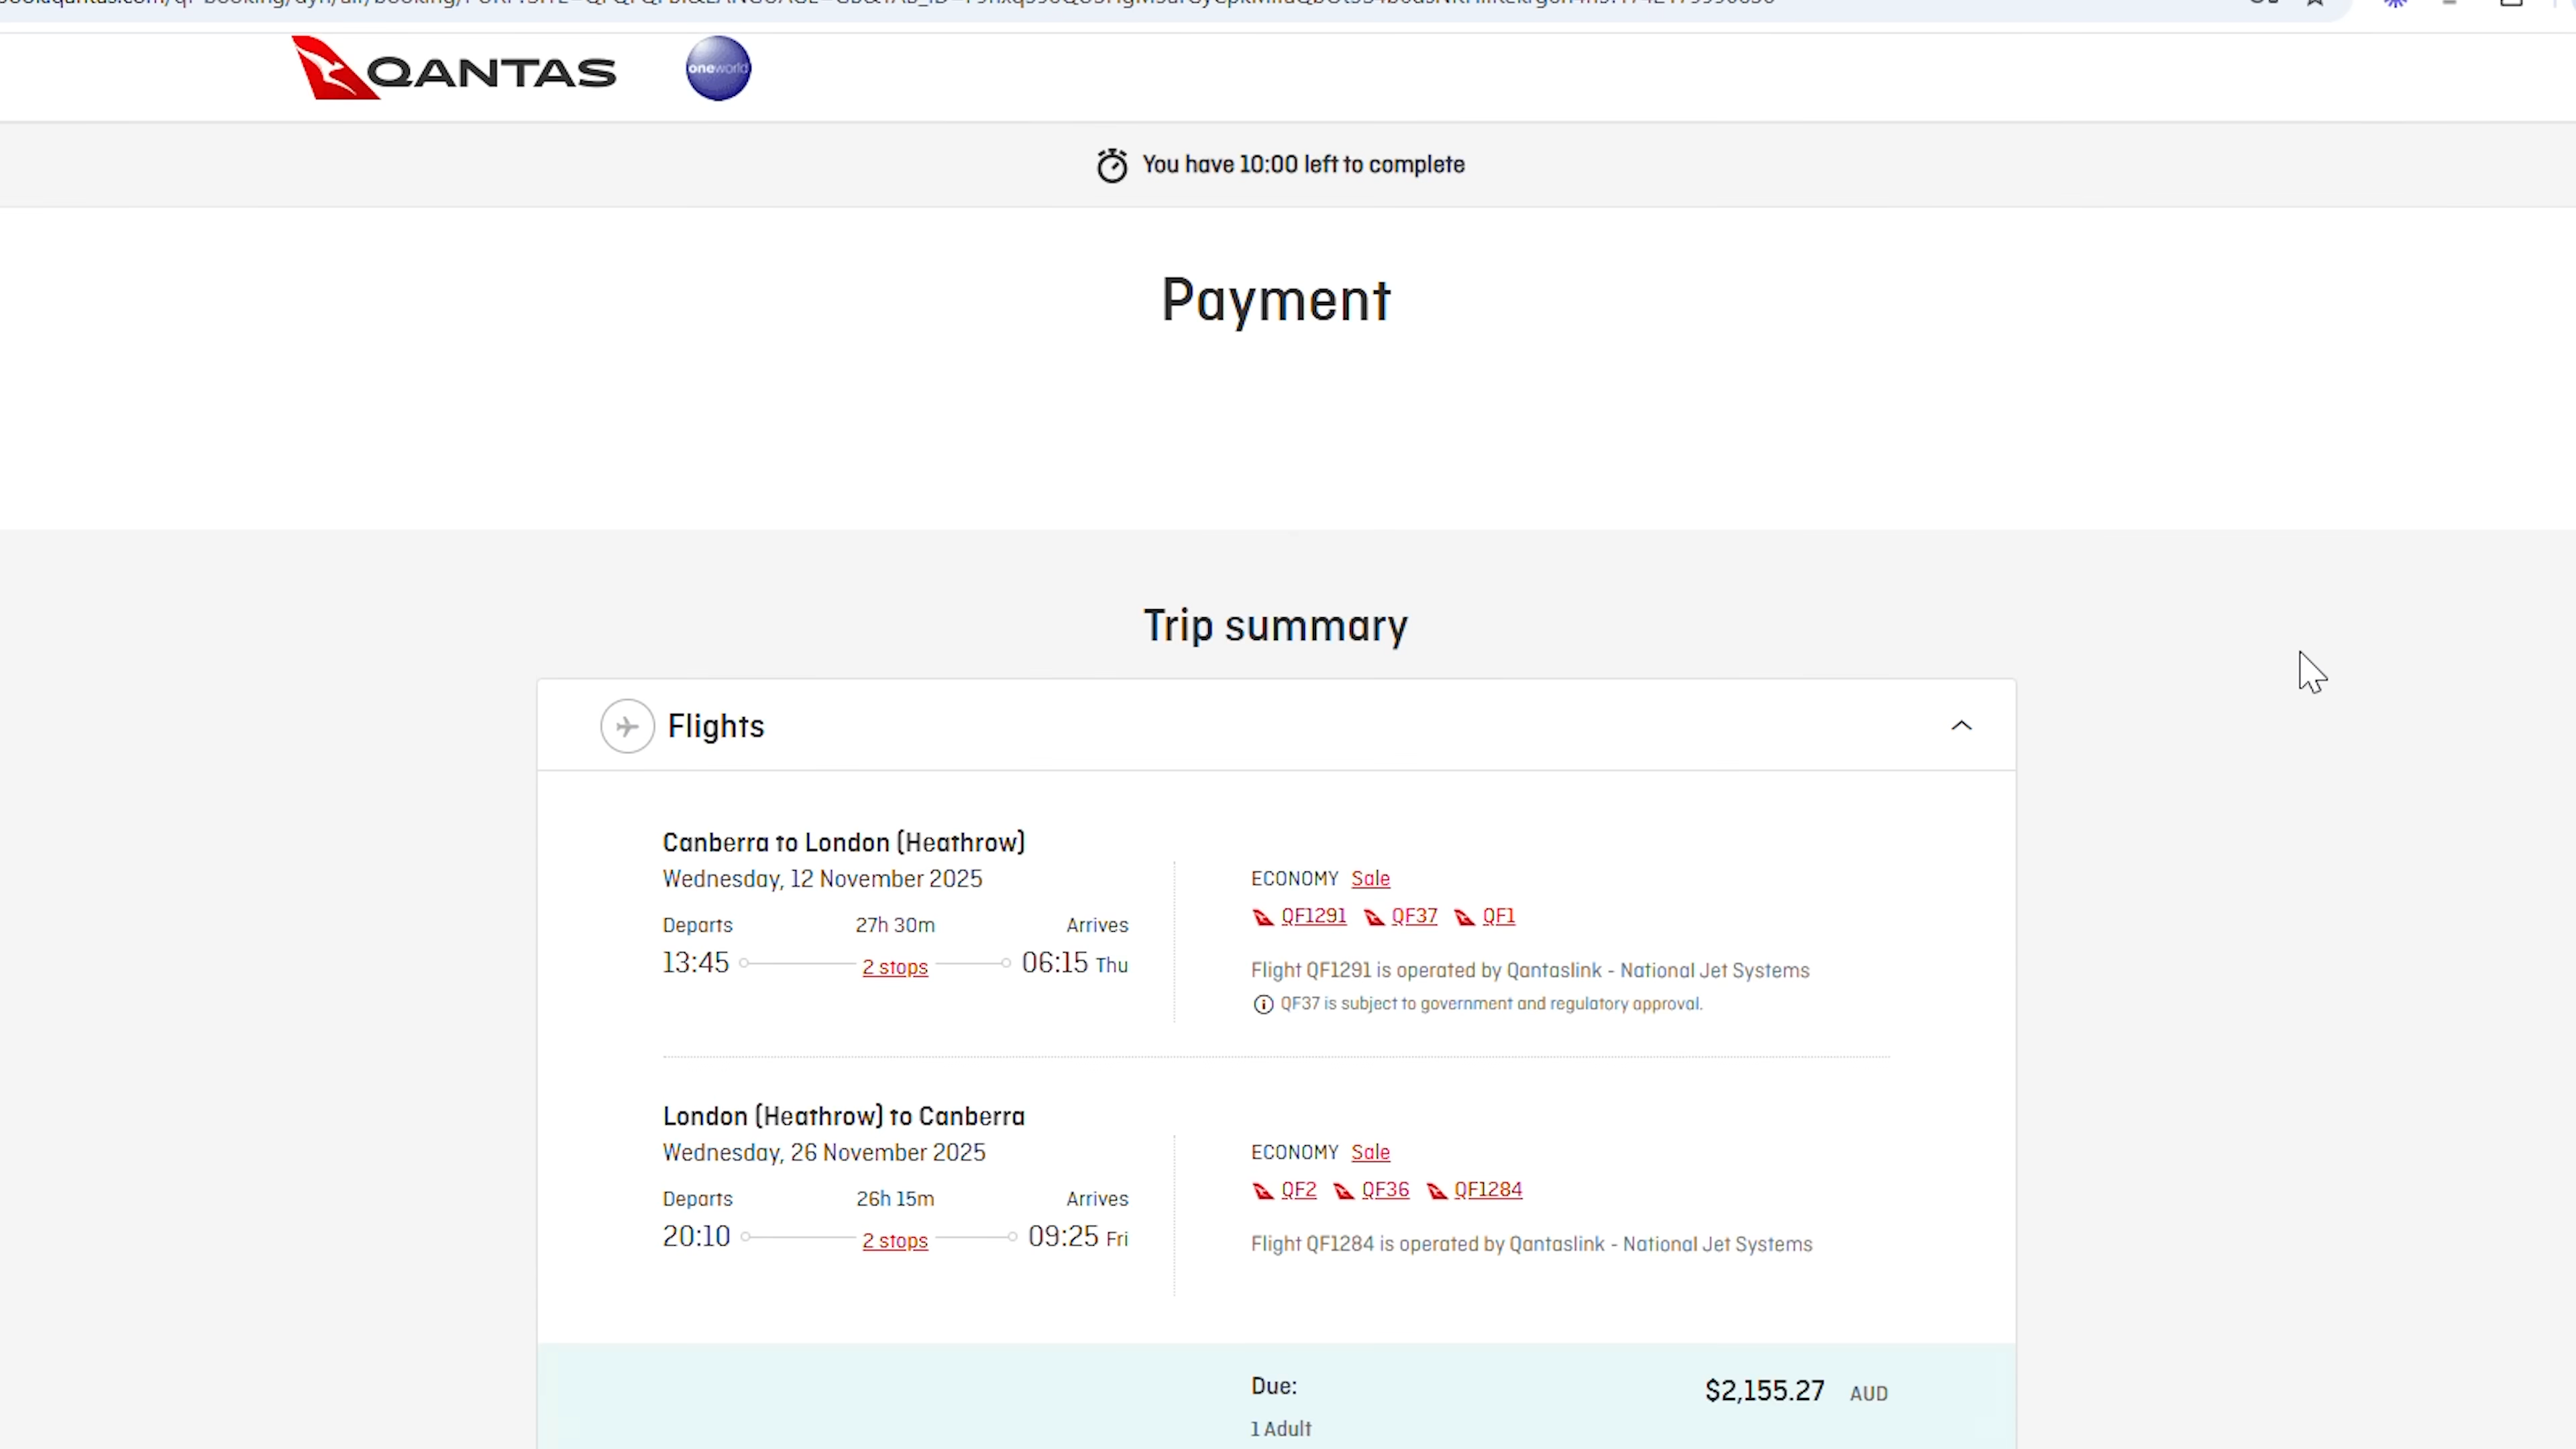 QANTAS
oneworld
You have 10:00 left to complete
Payment
Trip summary
Flights
Canberra to London (Heathrow)
Wednesday, 12 November 2025
Departs 27h 30m Arrives
13:45 2 stops 06:15 Thu
ECONOMY Sale
QF1291 QF37 QF1
Flight QF1291 is operated by Qantaslink - National Jet Systems
QF37 is subject to government and regulatory approval.
London (Heathrow) to Canberra
Wednesday, 26 November 2025
Departs 26h 15m Arrives
20:10 2 stops 09:25 Fri
ECONOMY Sale
QF2 QF36 QF1284
Flight QF1284 is operated by Qantaslink - National Jet Systems
Due: $2,155.27 AUD
1 Adult